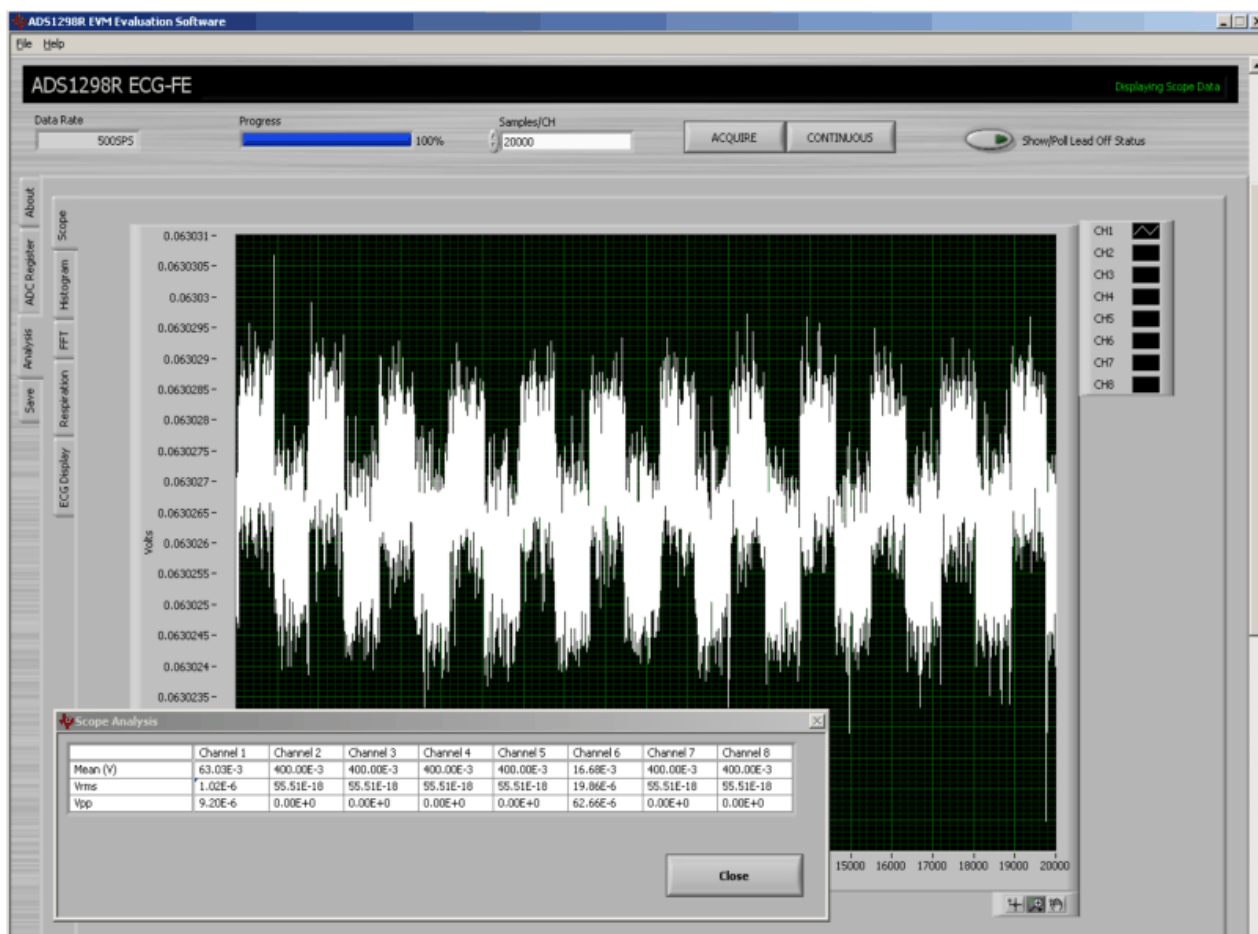 ADS1298R EVM Evaluation Software
File Help
ADS1298R ECG-FE
Displaying Scope Data
Data Rate
500SPS
Progress
100%
Samples/CH
20000
ACQUIRE
CONTINUOUS
Show/Poll Lead Off Status
About
ADC Register
Analysis
Save
Scope
Histogram
FFT
Respiration
ECG Display
Volts
0.063031
0.0630305
0.06303
0.0630295
0.063029
0.0630285
0.063028
0.0630275
0.063027
0.0630265
0.063026
0.0630255
0.063025
0.0630245
0.063024
0.0630235
CH1
CH2
CH3
CH4
CH5
CH6
CH7
CH8
15000 16000 17000 18000 19000 20000
Scope Analysis
Channel 1 Channel 2 Channel 3 Channel 4 Channel 5 Channel 6 Channel 7 Channel 8
Mean (V) 63.03E-3 400.00E-3 400.00E-3 400.00E-3 400.00E-3 16.68E-3 400.00E-3 400.00E-3
Vrms 1.02E-6 55.51E-18 55.51E-18 55.51E-18 55.51E-18 19.86E-6 55.51E-18 55.51E-18
Vpp 9.20E-6 0.00E+0 0.00E+0 0.00E+0 0.00E+0 62.66E-6 0.00E+0 0.00E+0
Close